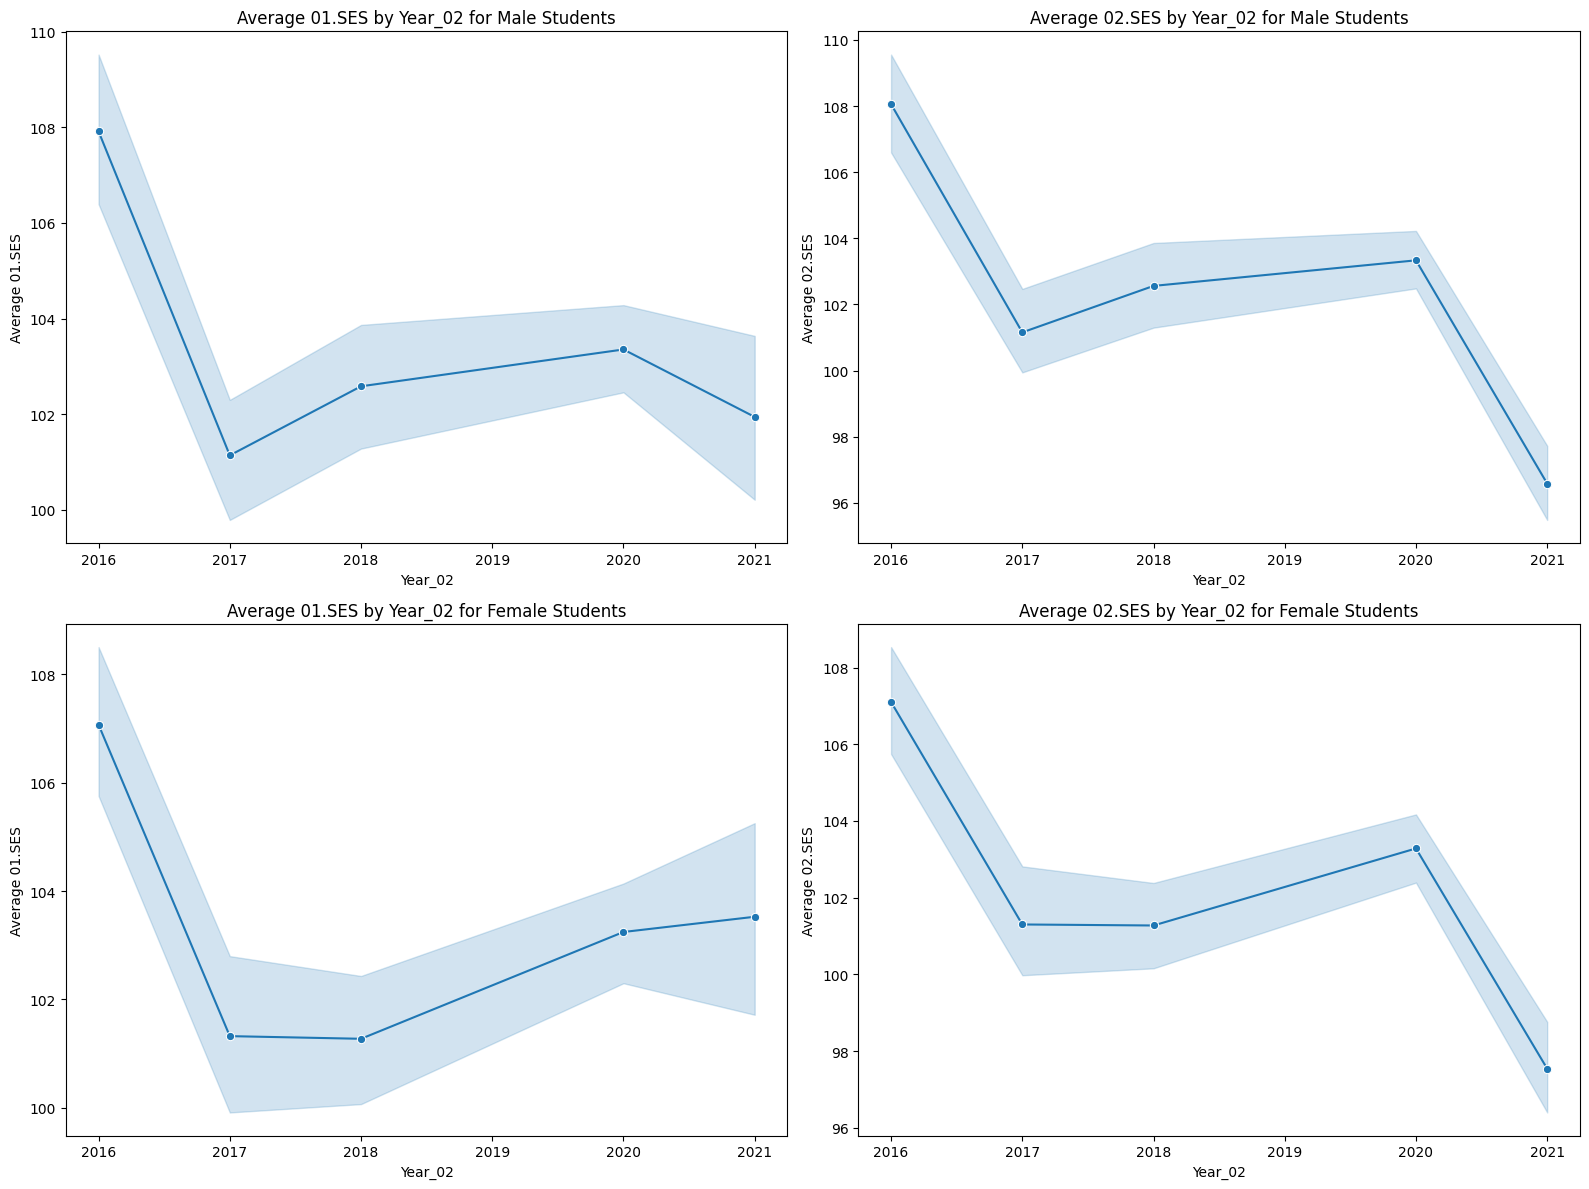 Average 01.SES by Year_02 for Male Students
110
108
106
104
102
100
Average 01.SES
2016 2017 2018 2019 2020 2021
Year_02
Average 02.SES by Year_02 for Male Students
110
108
106
104
102
100
98
96
Average 02.SES
2016 2017 2018 2019 2020 2021
Year_02
Average 01.SES by Year_02 for Female Students
108
106
104
102
100
Average 01.SES
2016 2017 2018 2019 2020 2021
Year_02
Average 02.SES by Year_02 for Female Students
108
106
104
102
100
98
96
Average 02.SES
2016 2017 2018 2019 2020 2021
Year_02